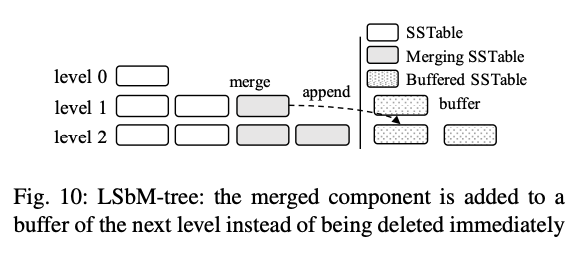 SSTable
Merging SSTable
Buffered SSTable
level 0
merge
append
level 1
buffer
level 2
Fig. 10: LSbM-tree: the merged component is added to a
buffer of the next level instead of being deleted immediately